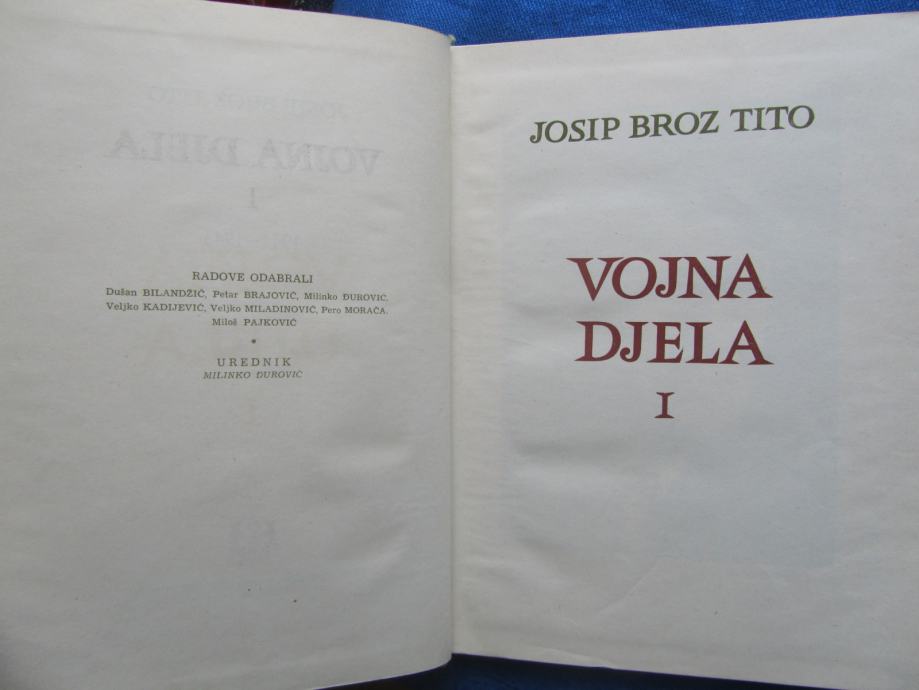 RADOVE ODABRALI
Dušan BILANDŽIĆ, Petar BRAJOVIĆ, Milinko ĐUROVIĆ,
Veljko KADIJEVIĆ, Veljko MILADINOVIĆ, Pero MORAČA,
Miloš PAJKOVIĆ
*
UREDNIK
MILINKO ĐUROVIĆ
JOSIP BROZ TITO
VOJNA
DJELA
I